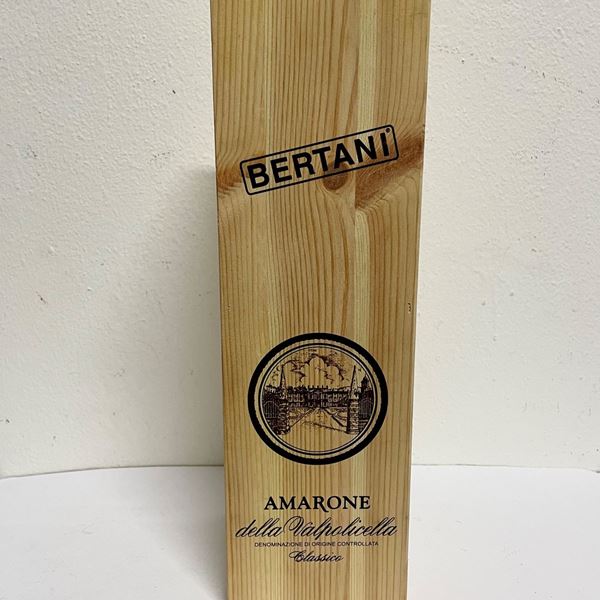 BERTANI®
AMARONE
della Valpolicella
DENOMINAZIONE DI ORIGINE CONTROLLATA
Classico